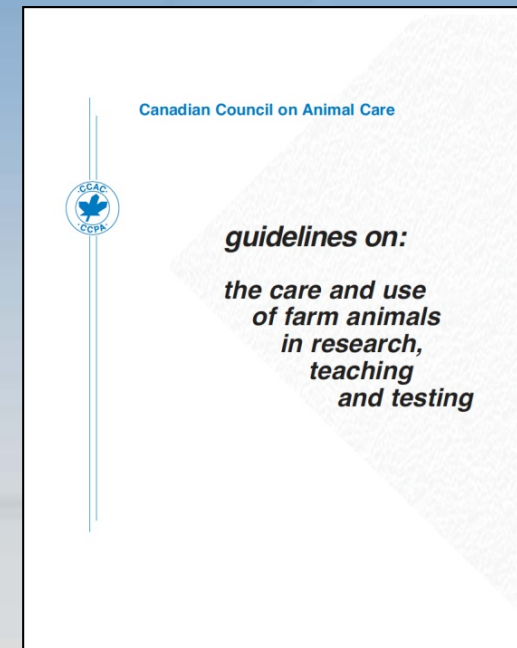 Canadian Council on Animal Care
CCAC
CCPA
guidelines on:
the care and use
of farm animals
in research,
teaching
and testing